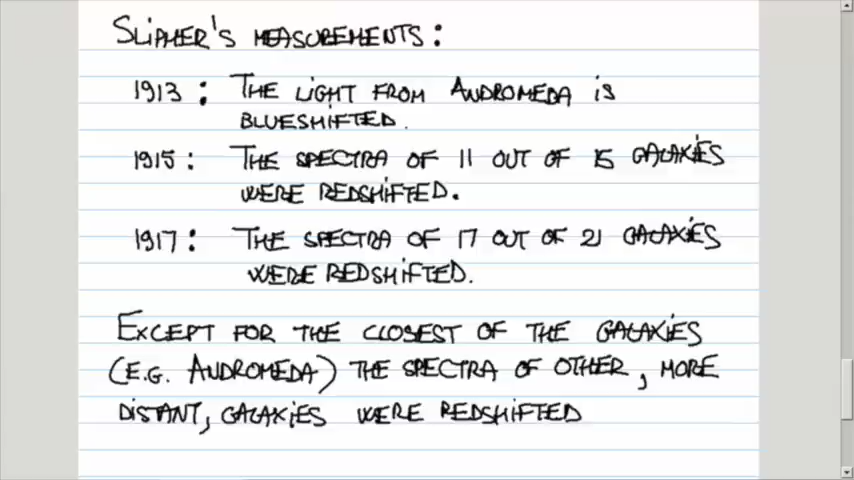 SLIPHER'S MEASUREMENTS:
1913: THE LIGHT FROM ANDROMEDA IS
BLUESHIFTED.
1915: THE SPECTRA OF 11 OUT OF 15 GALAXIES
WERE REDSHIFTED.
1917: THE SPECTRA OF 17 OUT OF 21 GALAXIES
WERE REDSHIFTED.
EXCEPT FOR THE CLOSEST OF THE GALAXIES
(E.G. ANDROMEDA) THE SPECTRA OF OTHER, MORE
DISTANT, GALAXIES WERE REDSHIFTED